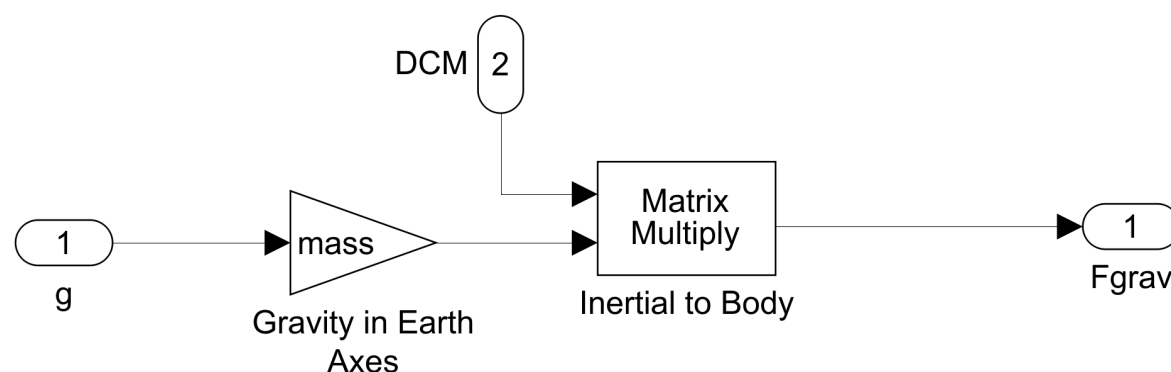 DCM
2
Matrix
Multiply
1
mass
1
g
Fgrav
Inertial to Body
Gravity in Earth
Axes